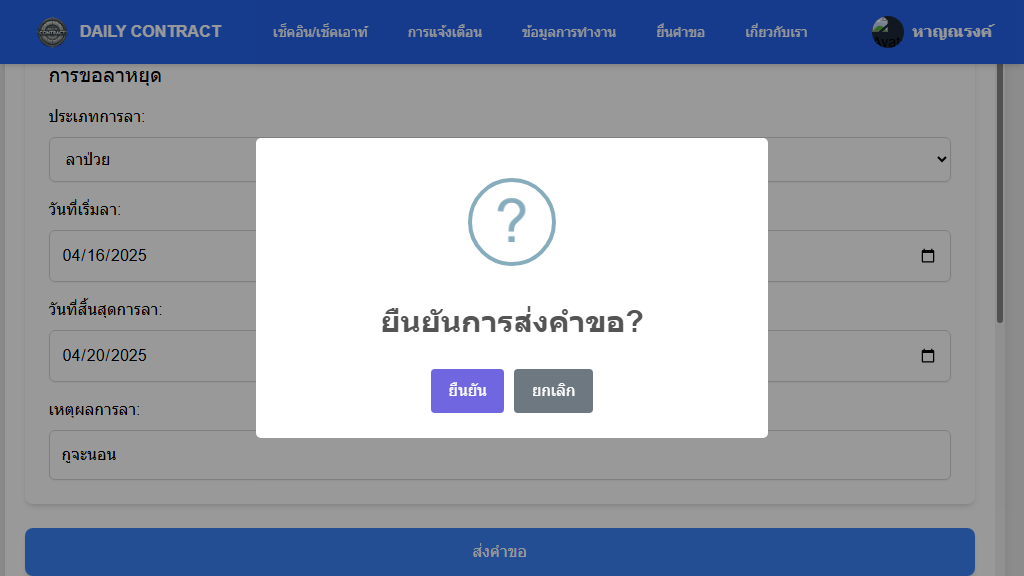 DAILY CONTRACT เช็คอิน/เช็คเอาท์ การแจ้งเตือน ข้อมูลการทำงาน ยื่นคำขอ เกี่ยวกับเรา หาญณรงค์
การขอลาหยุด
ประเภทการลา:
ลาป่วย
วันที่เริ่มลา:
04/16/2025
วันที่สิ้นสุดการลา:
04/20/2025
เหตุผลการลา:
กูจะนอน
?
ยืนยันการส่งคำขอ?
ยืนยัน ยกเลิก
ส่งคำขอ